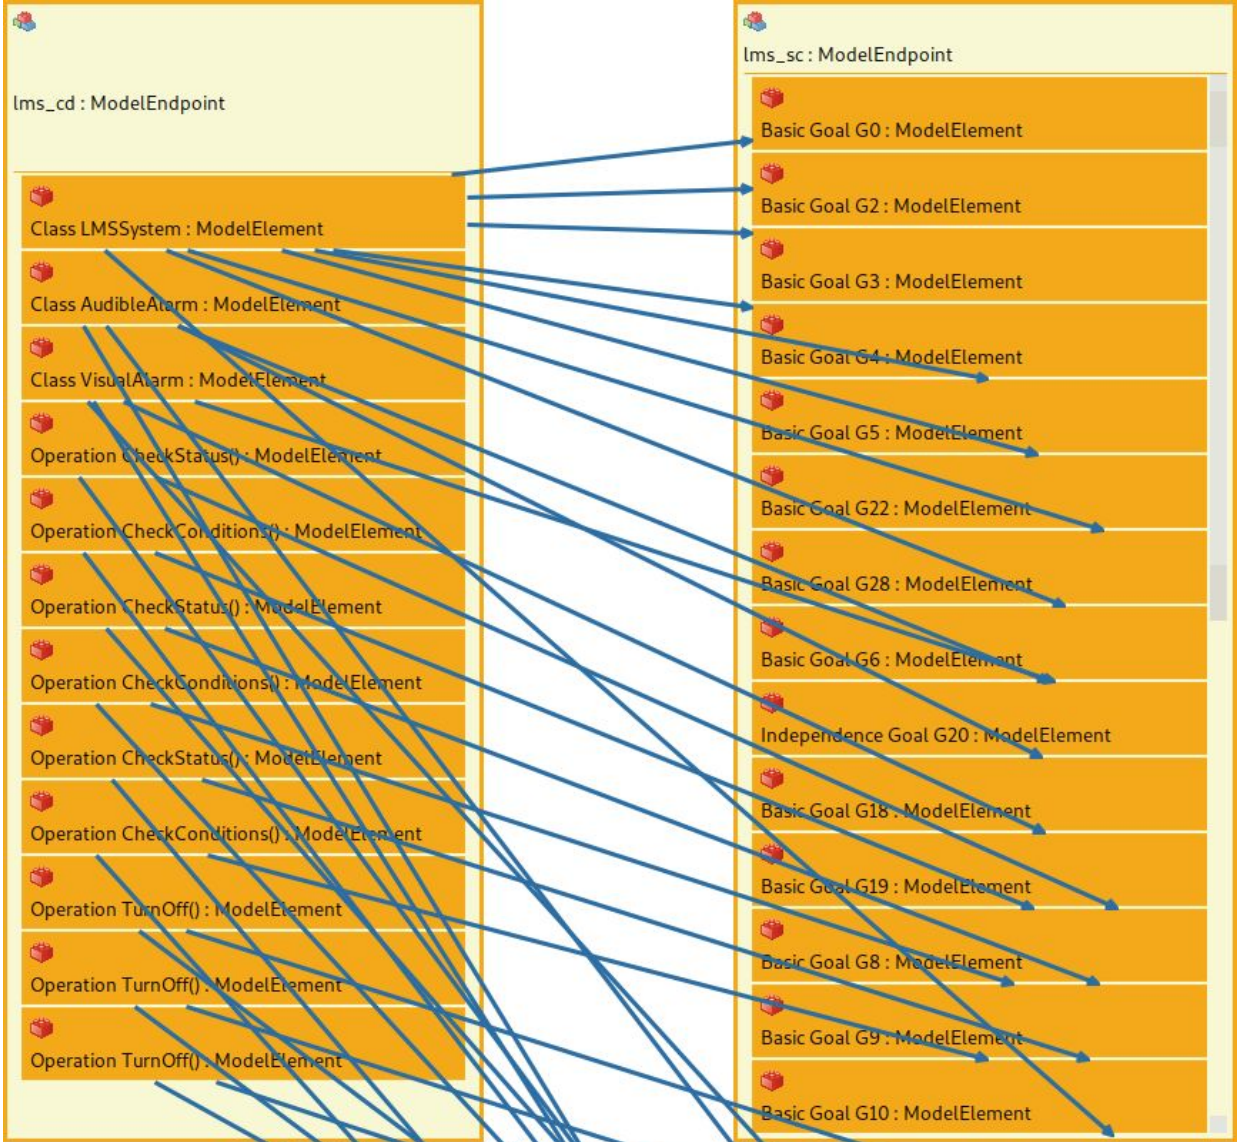 lms_cd : ModelEndpoint
Class LMSSystem : ModelElement
Class AudibleAlarm : ModelElement
Class VisualAlarm : ModelElement
Operation CheckStatus() : ModelElement
Operation CheckConditions() : ModelElement
Operation CheckStatus() : ModelElement
Operation CheckConditions() : ModelElement
Operation CheckStatus() : ModelElement
Operation CheckConditions() : ModelElement
Operation TurnOff() : ModelElement
Operation TurnOff() : ModelElement
Operation TurnOff() : ModelElement
lms_sc : ModelEndpoint
Basic Goal G0 : ModelElement
Basic Goal G2 : ModelElement
Basic Goal G3 : ModelElement
Basic Goal G4 : ModelElement
Basic Goal G5 : ModelElement
Basic Goal G22 : ModelElement
Basic Goal G28 : ModelElement
Basic Goal G6 : ModelElement
Independence Goal G20 : ModelElement
Basic Goal G18 : ModelElement
Basic Goal G19 : ModelElement
Basic Goal G8 : ModelElement
Basic Goal G9 : ModelElement
Basic Goal G10 : ModelElement